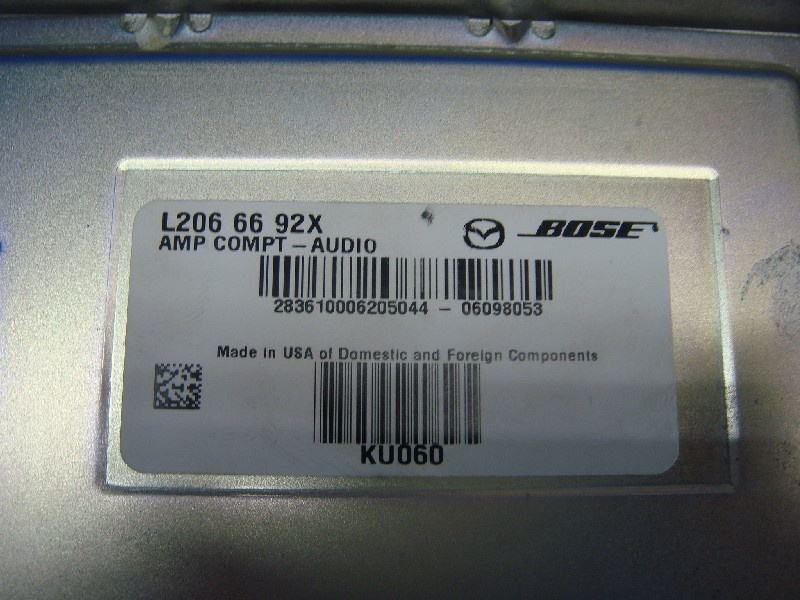 L206 66 92X
BOSE
AMP COMPT - AUDIO
283610006205044 - 06098053
Made in USA of Domestic and Foreign Components
KU060